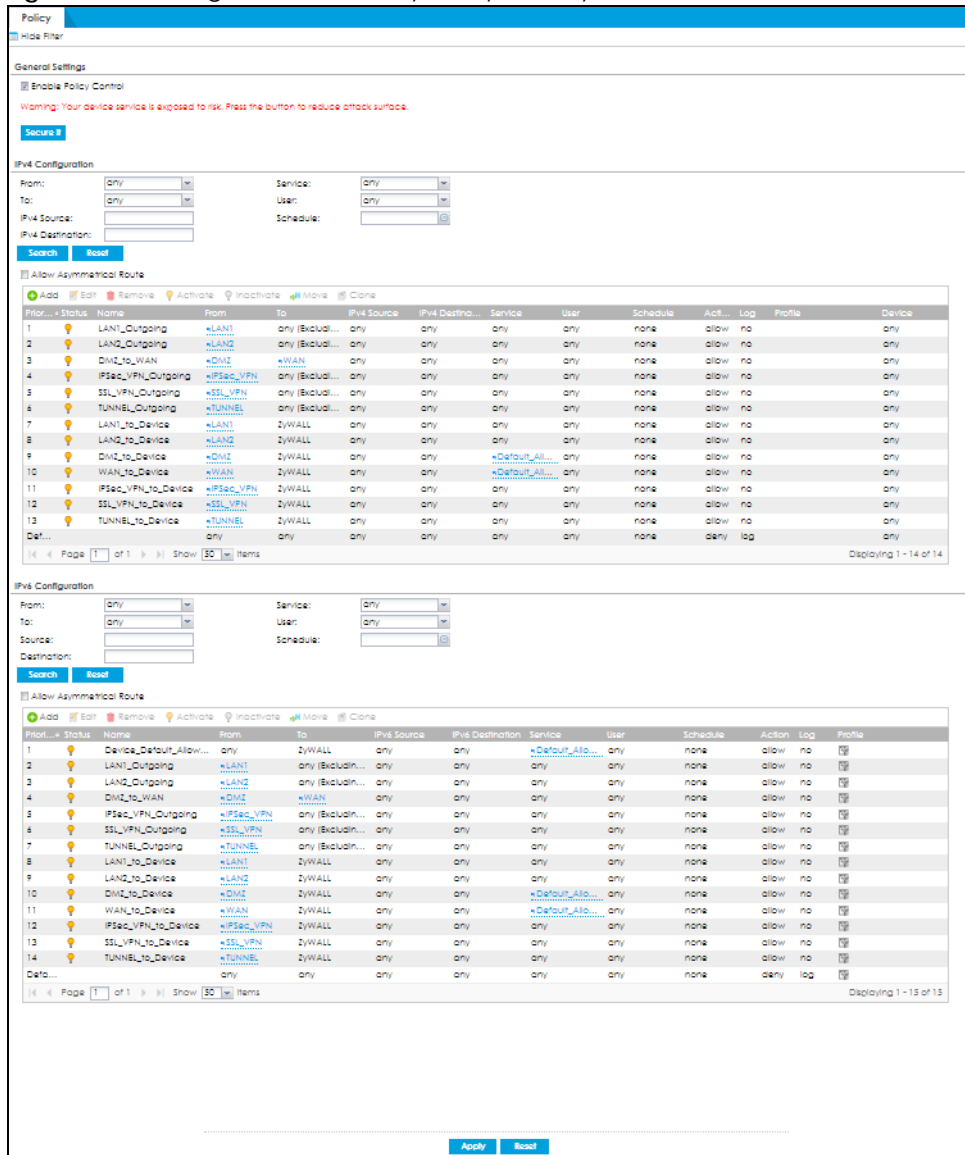 Policy
Hide Filter
General Settings
Enable Policy Control
Warning: Your device service is exposed to risk. Press the button to reduce attack surface.
Secure It
IPv4 Configuration
From: any Service: any
To: any User: any
IPv4 Source: Schedule:
IPv4 Destination:
Search Reset
Allow Asymmetrical Route
Add Edit Remove Activate Inactivate Move Clone
Prior... Status Name From To IPv4 Source IPv4 Destina... Service User Schedule Acti... Log Profile Device
1 LAN1_Outgoing LAN1 any (Excludi... any any any any none allow no any
2 LAN2_Outgoing LAN2 any (Excludi... any any any any none allow no any
3 DMZ_to_WAN DMZ WAN any any any any none allow no any
4 IPSec_VPN_Outgoing IPSec_VPN any (Excludi... any any any any none allow no any
5 SSL_VPN_Outgoing SSL_VPN any (Excludi... any any any any none allow no any
6 TUNNEL_Outgoing TUNNEL any (Excludi... any any any any none allow no any
7 LAN1_to_Device LAN1 ZyWALL any any any any none allow no any
8 LAN2_to_Device LAN2 ZyWALL any any any any none allow no any
9 DMZ_to_Device DMZ ZyWALL any any Default_All... any none allow no any
10 WAN_to_Device WAN ZyWALL any any Default_All... any none allow no any
11 IPSec_VPN_to_Device IPSec_VPN ZyWALL any any any any none allow no any
12 SSL_VPN_to_Device SSL_VPN ZyWALL any any any any none allow no any
13 TUNNEL_to_Device TUNNEL ZyWALL any any any any none allow no any
Def... any any any any any any none deny log any
Page 1 of 1 Show 50 items Displaying 1 - 14 of 14
IPv6 Configuration
From: any Service: any
To: any User: any
Source: Schedule:
Destination:
Search Reset
Allow Asymmetrical Route
Add Edit Remove Activate Inactivate Move Clone
Priori... Status Name From To IPv6 Source IPv6 Destination Service User Schedule Action Log Profile
1 Device_Default_Allow... any ZyWALL any any Default_Allo... any none allow no
2 LAN1_Outgoing LAN1 any (Excludin... any any any any none allow no
3 LAN2_Outgoing LAN2 any (Excludin... any any any any none allow no
4 DMZ_to_WAN DMZ WAN any any any any none allow no
5 IPSec_VPN_Outgoing IPSec_VPN any (Excludin... any any any any none allow no
6 SSL_VPN_Outgoing SSL_VPN any (Excludin... any any any any none allow no
7 TUNNEL_Outgoing TUNNEL any (Excludin... any any any any none allow no
8 LAN1_to_Device LAN1 ZyWALL any any any any none allow no
9 LAN2_to_Device LAN2 ZyWALL any any any any none allow no
10 DMZ_to_Device DMZ ZyWALL any any Default_Allo... any none allow no
11 WAN_to_Device WAN ZyWALL any any Default_Allo... any none allow no
12 IPSec_VPN_to_Device IPSec_VPN ZyWALL any any any any none allow no
13 SSL_VPN_to_Device SSL_VPN ZyWALL any any any any none allow no
14 TUNNEL_to_Device TUNNEL ZyWALL any any any any none allow no
Defa... any any any any any any none deny log
Page 1 of 1 Show 50 items Displaying 1 - 15 of 15
Apply Reset